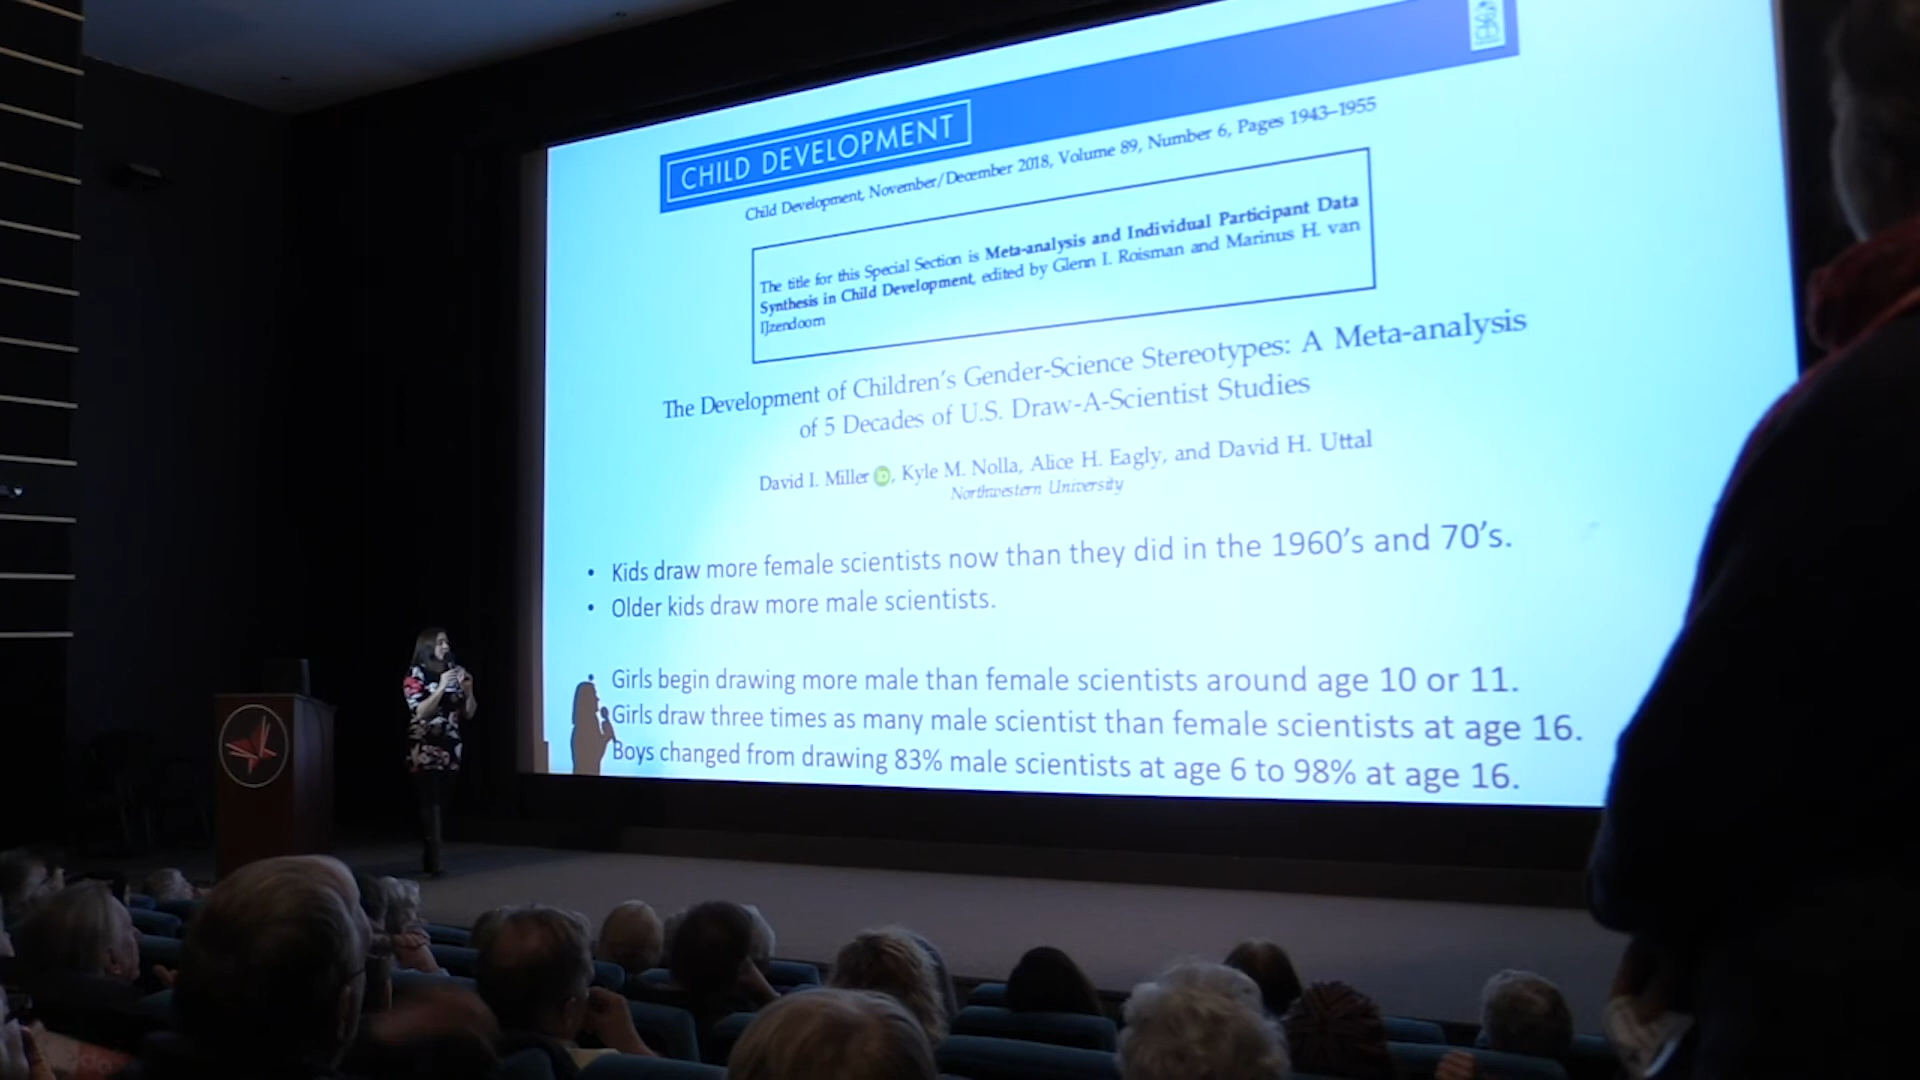 CHILD DEVELOPMENT
Child Development, November/December 2018, Volume 89, Number 6, Pages 1943–1955
The title for this Special Section is Meta-analysis and Individual Participant Data
Synthesis in Child Development, edited by Glenn I. Roisman and Marinus H. van
IJzendoorn
The Development of Children's Gender-Science Stereotypes: A Meta-analysis
of 5 Decades of U.S. Draw-A-Scientist Studies
David I. Miller iD, Kyle M. Nolla, Alice H. Eagly, and David H. Uttal
Northwestern University
• Kids draw more female scientists now than they did in the 1960's and 70's.
• Older kids draw more male scientists.
• Girls begin drawing more male than female scientists around age 10 or 11.
Girls draw three times as many male scientist than female scientists at age 16.
Boys changed from drawing 83% male scientists at age 6 to 98% at age 16.